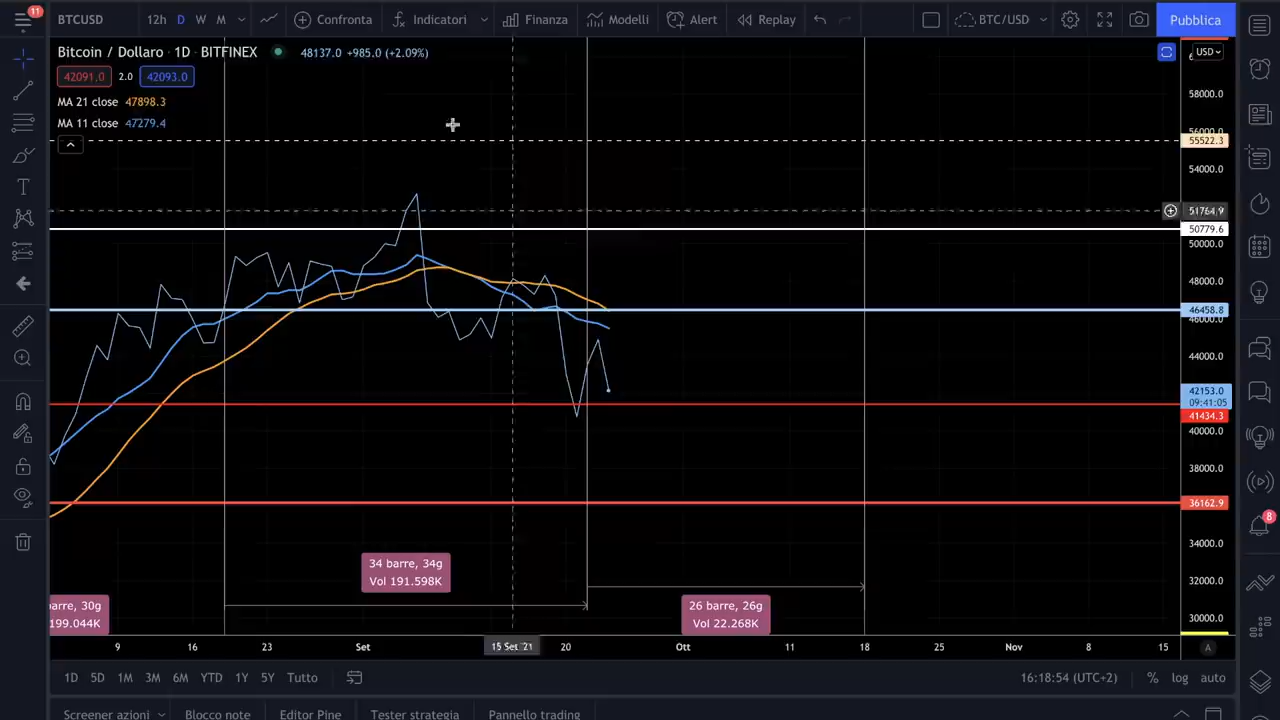 11
BTCUSD
12h D W M
Confronta
Indicatori
Finanza
Modelli
Alert
Replay
BTC/USD
Pubblica
Bitcoin / Dollaro · 1D · BITFINEX
48137.0 +985.0 (+2.09%)
USD
42091.0 2.0 42093.0
MA 21 close 47898.3
MA 11 close 47279.4
58000.0
56000.0
55522.3
54000.0
51764.9
50779.6
50000.0
48000.0
46458.8
46000.0
44000.0
42153.0
09:41:05
41434.3
40000.0
38000.0
36162.9
34000.0
32000.0
30000.0
8
34 barre, 34g
Vol 191.598K
barre, 30g
199.044K
26 barre, 26g
Vol 22.268K
9 16 23 Set 15 Set '21 20 Ott 11 18 25 Nov 8 15
A
1D 5D 1M 3M 6M YTD 1Y 5Y Tutto
16:18:54 (UTC+2)
% log auto
Screener azioni
Blocco note
Editor Pine
Tester strategia
Pannello trading